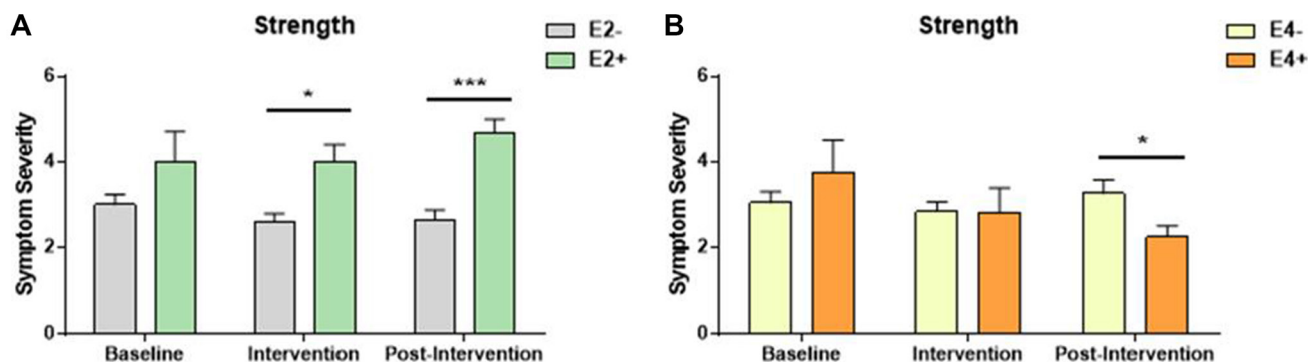 A
Strength
E2-
E2+
Symptom Severity
6
4
2
0
*
***
Baseline
Intervention
Post-Intervention
B
Strength
E4-
E4+
Symptom Severity
6
4
2
0
*
Baseline
Intervention
Post-Intervention